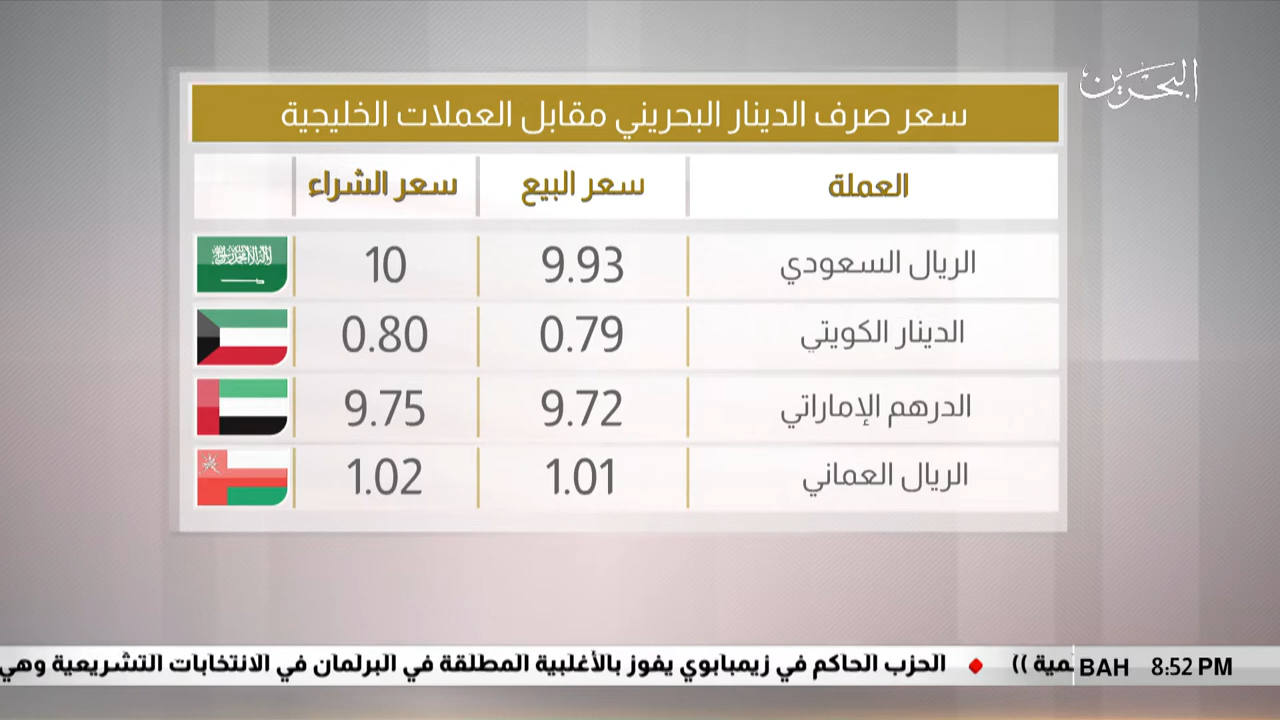 البحرين
سعر صرف الدينار البحريني مقابل العملات الخليجية
العملة سعر البيع سعر الشراء
الريال السعودي 9.93 10
الدينار الكويتي 0.79 0.80
الدرهم الإماراتي 9.72 9.75
الريال العماني 1.01 1.02
BAH 8:52 PM
مية )) الحزب الحاكم في زيمبابوي يفوز بالأغلبية المطلقة في البرلمان في الانتخابات التشريعية وهي